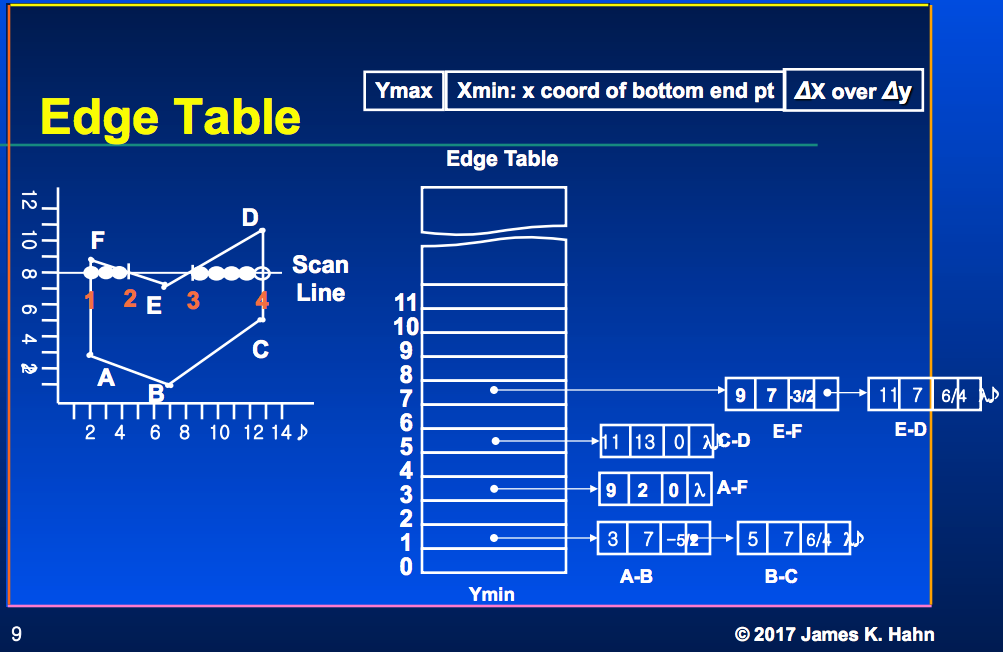 Ymax Xmin: x coord of bottom end pt ΔX over Δy
Edge Table
Edge Table
12
10
8
6
4
2
F
D
Scan
Line
1 2 E 3 4
A
B
C
2 4 6 8 10 12 14 ♪
11
10
9
8
7
6
5
4
3
2
1
0
9 7 -3/2
E-F
11 7 6/4 λ♪
E-D
11 13 0 λ♪ C-D
9 2 0 λ A-F
3 7 -5/2
A-B
5 7 6/4 λ♪
B-C
Ymin
9
© 2017 James K. Hahn